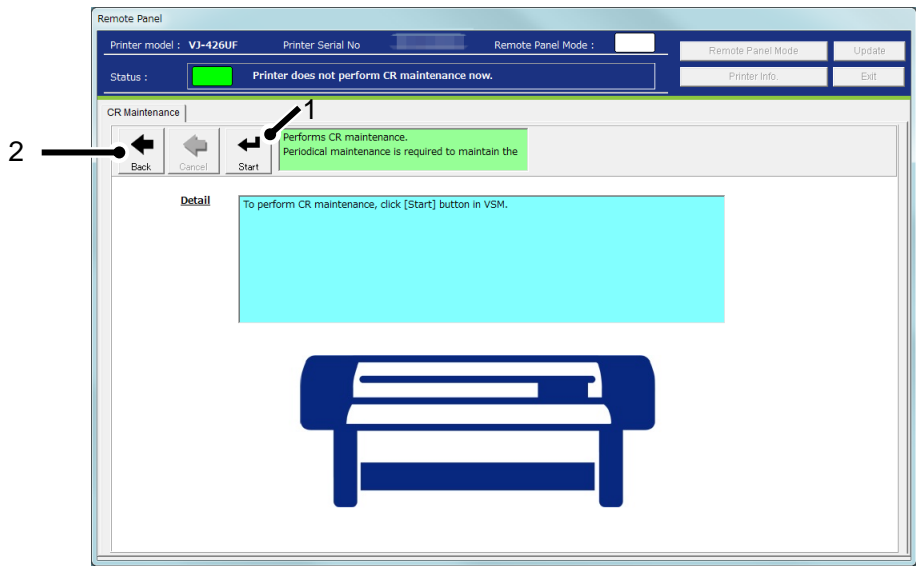 Remote Panel
Printer model : VJ-426UF Printer Serial No Remote Panel Mode :
Remote Panel Mode Update
Status : Printer does not perform CR maintenance now.
Printer Info. Exit
CR Maintenance
1
2
Back Cancel Start
Performs CR maintenance.
Periodical maintenance is required to maintain the
Detail
To perform CR maintenance, click [Start] button in VSM.